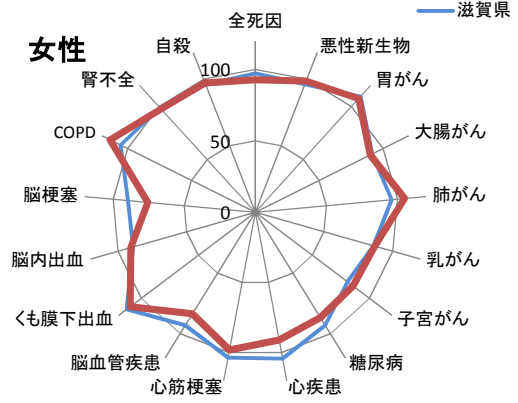 滋賀県
女性
全死因
悪性新生物
胃がん
大腸がん
肺がん
乳がん
子宮がん
糖尿病
心疾患
心筋梗塞
脳血管疾患
くも膜下出血
脳内出血
脳梗塞
COPD
腎不全
自殺
100
50
0